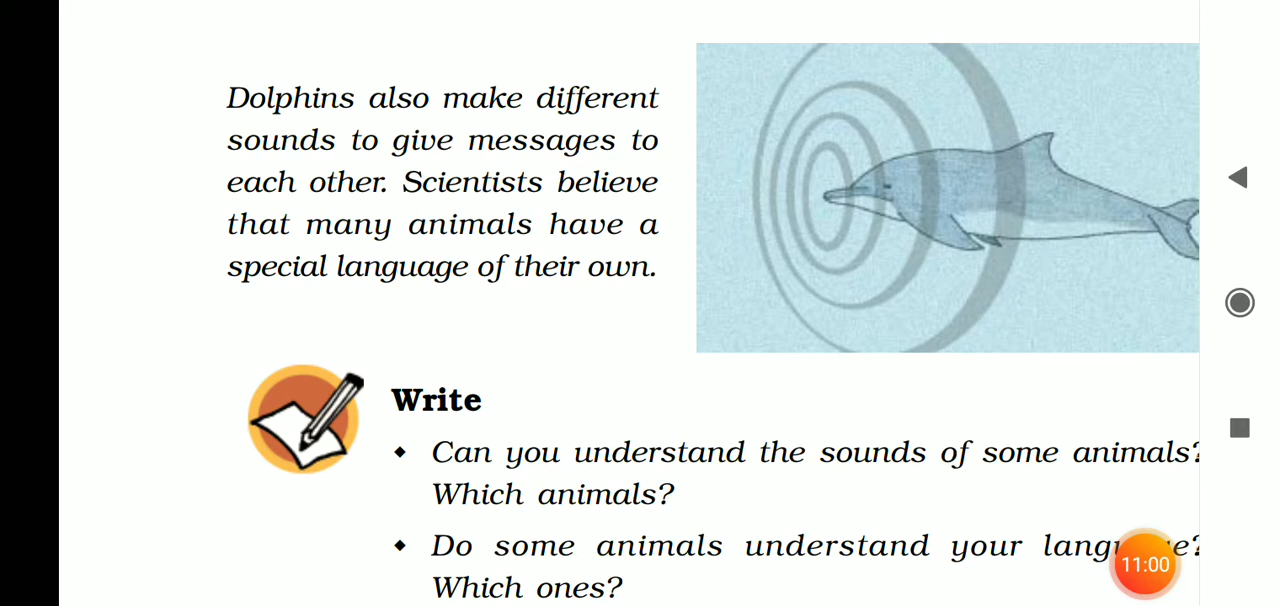 Dolphins also make different
sounds to give messages to
each other. Scientists believe
that many animals have a
special language of their own.
Write
Can you understand the sounds of some animals?
Which animals?
Do some animals understand your
Which ones?
11:00